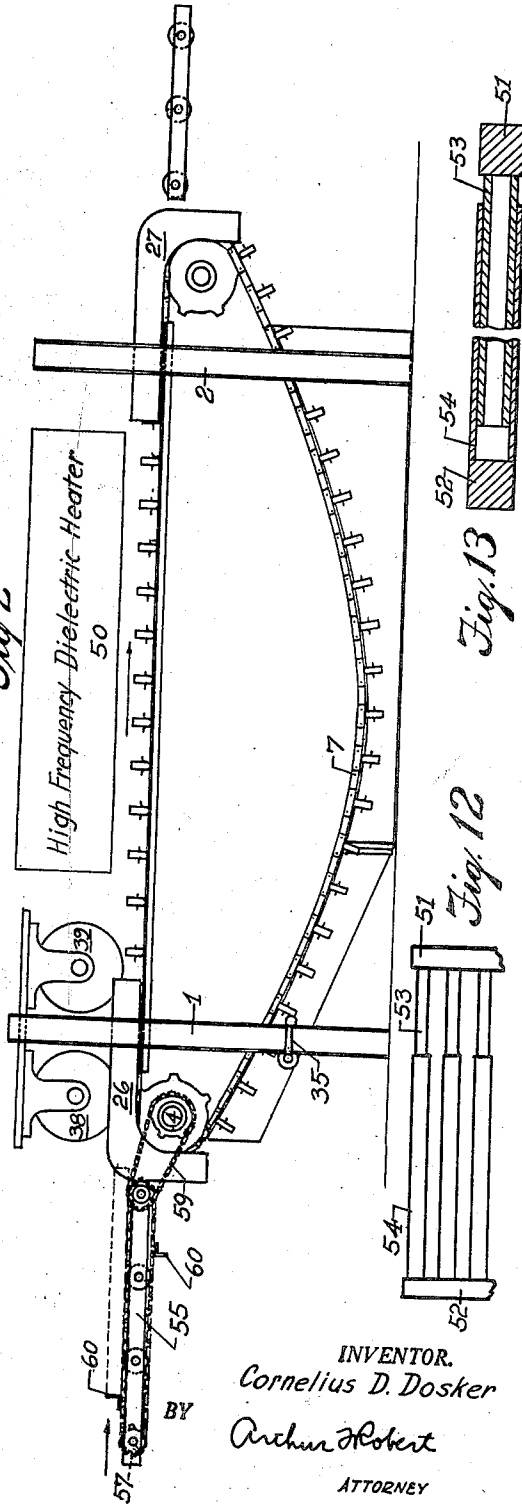 Fig 2
High Frequency Dielectric Heater
50
27
2
39
38
26
1
4
35
7
59
60
55
60
57
BY
INVENTOR.
Cornelius D. Dosker
Arthur F Robert
ATTORNEY
Fig. 12
51
53
54
52
Fig. 13
51
53
54
52